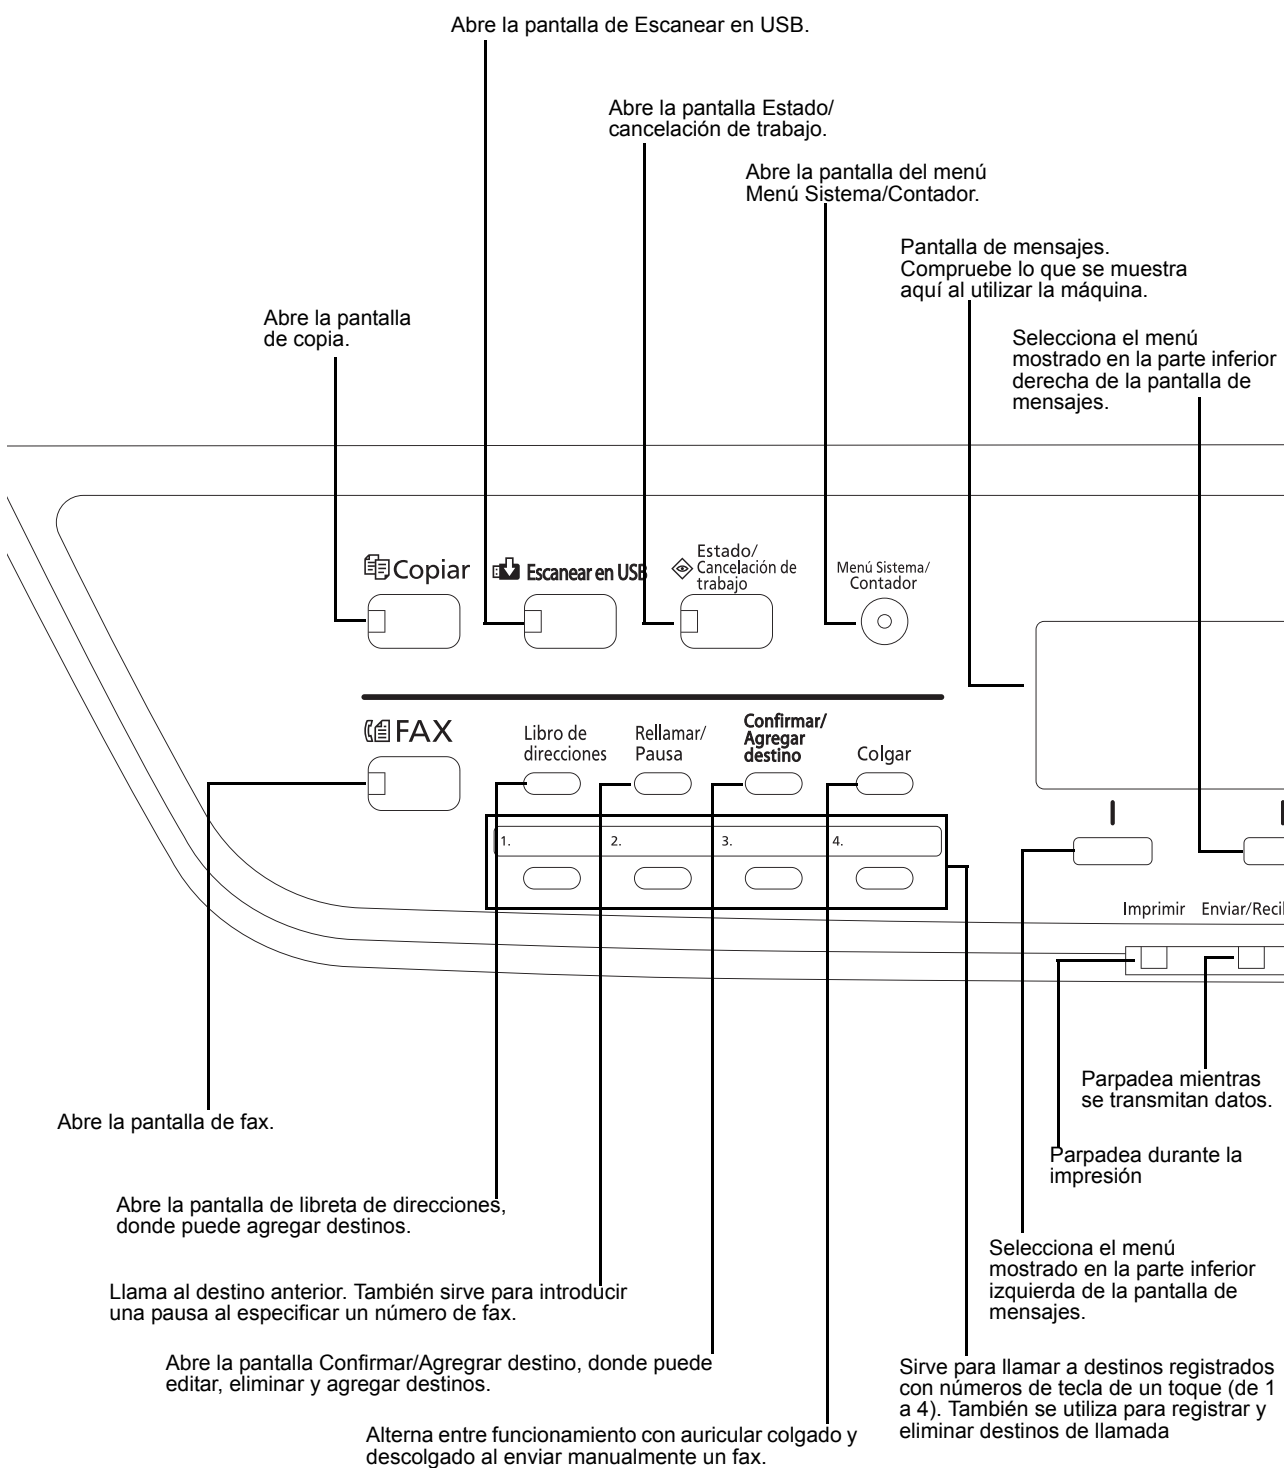 Abre la pantalla de Escanear en USB.
Abre la pantalla Estado/
cancelación de trabajo.
Abre la pantalla del menú
Menú Sistema/Contador.
Pantalla de mensajes.
Compruebe lo que se muestra
aquí al utilizar la máquina.
Abre la pantalla
de copia.
Selecciona el menú
mostrado en la parte inferior
derecha de la pantalla de
mensajes.
Copiar
Escanear en USB
Estado/
Cancelación de
trabajo
Menú Sistema/
Contador
FAX
Libro de
direcciones
Rellamar/
Pausa
Confirmar/
Agregar
destino
Colgar
1.
2.
3.
4.
Imprimir
Enviar/Recil
Parpadea mientras
se transmitan datos.
Abre la pantalla de fax.
Parpadea durante la
impresión
Abre la pantalla de libreta de direcciones,
donde puede agregar destinos.
Selecciona el menú
mostrado en la parte inferior
izquierda de la pantalla de
mensajes.
Llama al destino anterior. También sirve para introducir
una pausa al especificar un número de fax.
Abre la pantalla Confirmar/Agregrar destino, donde puede
editar, eliminar y agregar destinos.
Sirve para llamar a destinos registrados
con números de tecla de un toque (de 1
a 4). También se utiliza para registrar y
eliminar destinos de llamada
Alterna entre funcionamiento con auricular colgado y
descolgado al enviar manualmente un fax.